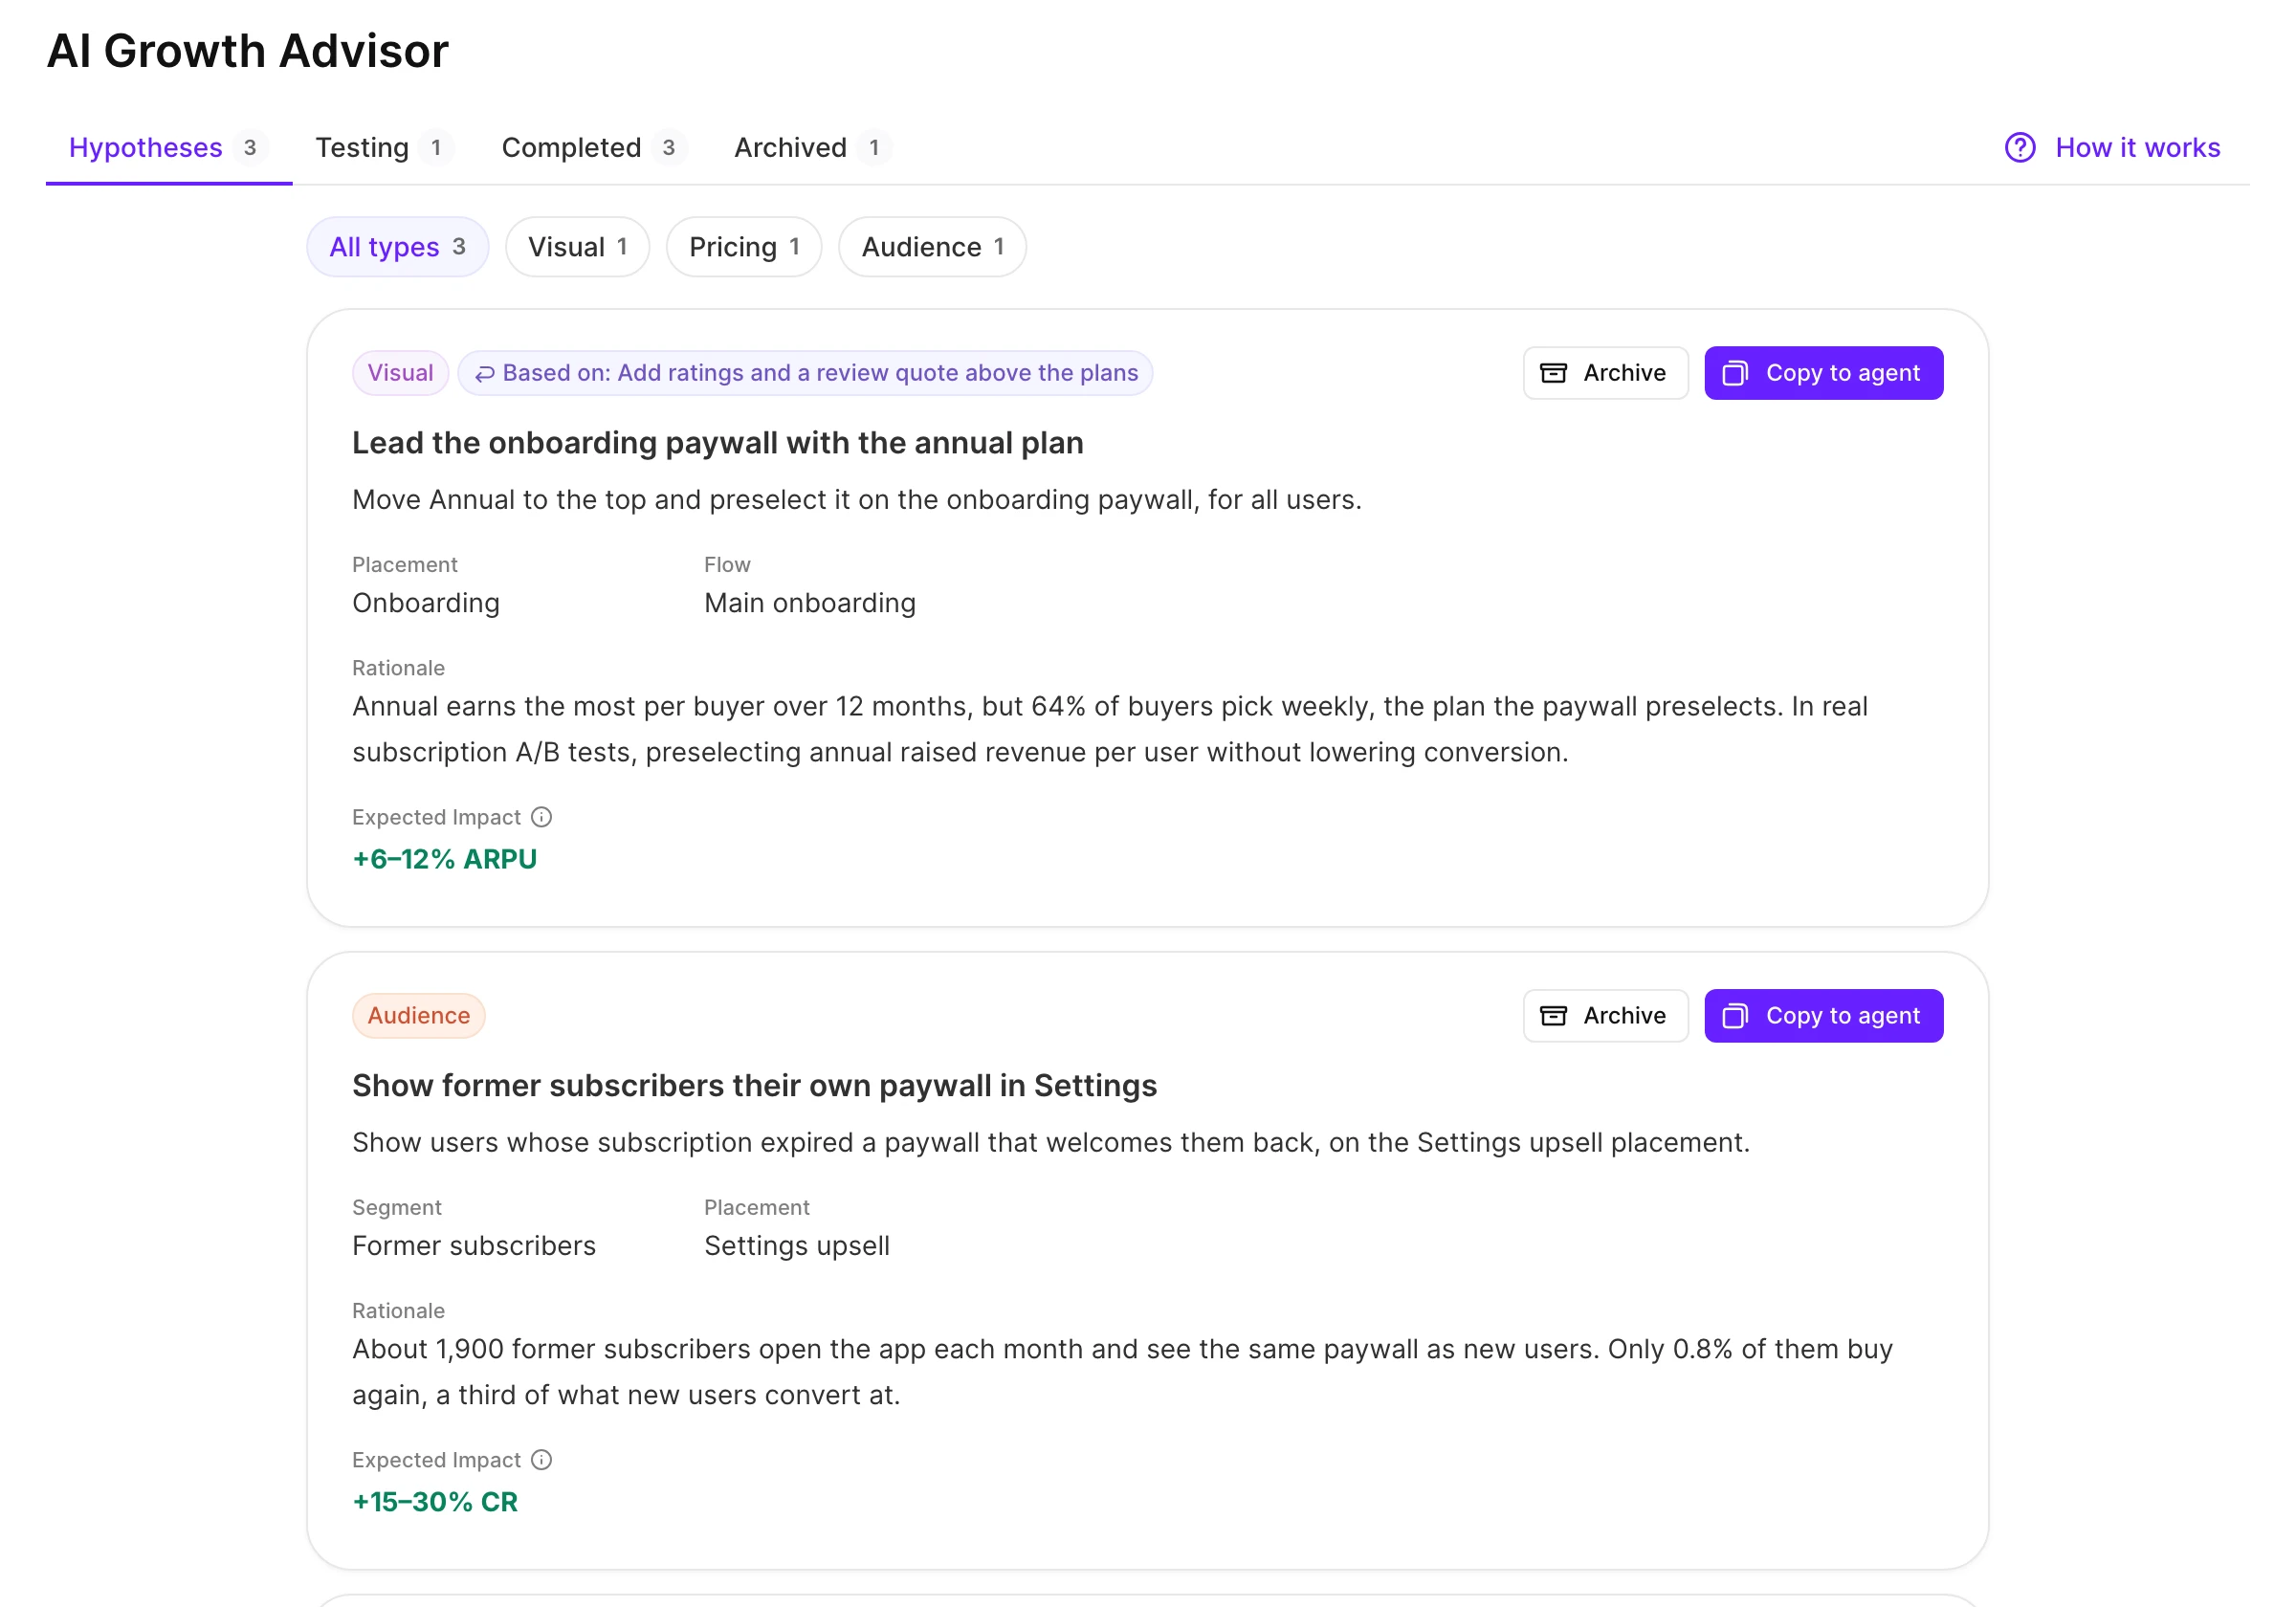 AI Growth Advisor
Hypotheses 3 Testing 1 Completed 3 Archived 1 How it works
All types 3 Visual 1 Pricing 1 Audience 1
Visual Based on: Add ratings and a review quote above the plans Archive Copy to agent
Lead the onboarding paywall with the annual plan
Move Annual to the top and preselect it on the onboarding paywall, for all users.
Placement Flow
Onboarding Main onboarding
Rationale
Annual earns the most per buyer over 12 months, but 64% of buyers pick weekly, the plan the paywall preselects. In real
subscription A/B tests, preselecting annual raised revenue per user without lowering conversion.
Expected Impact
+6–12% ARPU
Audience Archive Copy to agent
Show former subscribers their own paywall in Settings
Show users whose subscription expired a paywall that welcomes them back, on the Settings upsell placement.
Segment Placement
Former subscribers Settings upsell
Rationale
About 1,900 former subscribers open the app each month and see the same paywall as new users. Only 0.8% of them buy
again, a third of what new users convert at.
Expected Impact
+15–30% CR